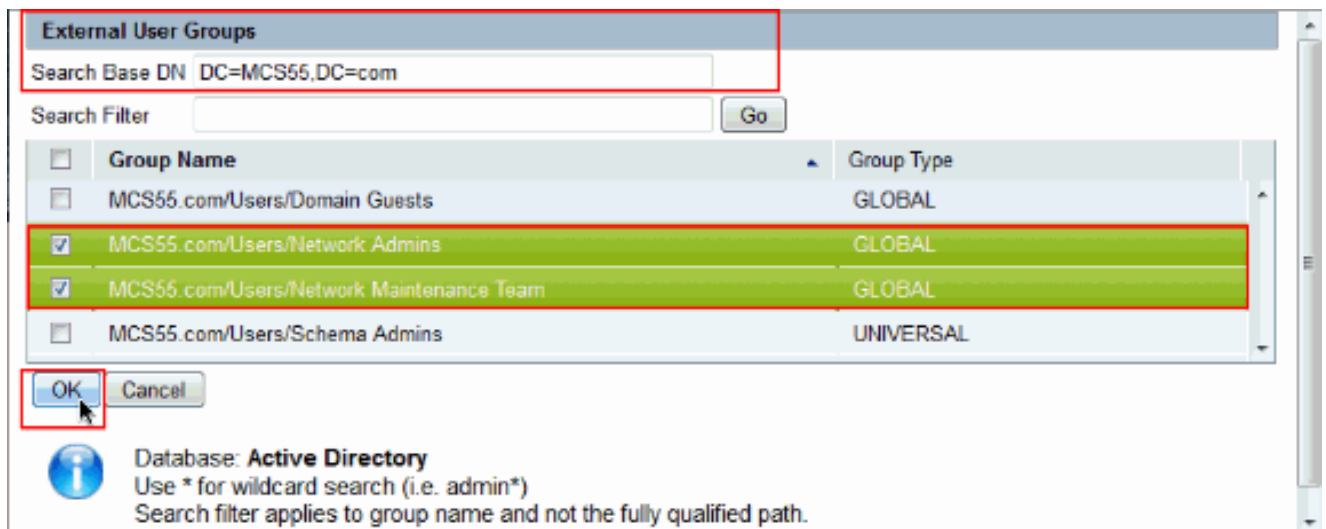 External User Groups
Search Base DN DC=MCS55,DC=com
Search Filter Go
Group Name Group Type
MCS55.com/Users/Domain Guests GLOBAL
MCS55.com/Users/Network Admins GLOBAL
MCS55.com/Users/Network Maintenance Team GLOBAL
MCS55.com/Users/Schema Admins UNIVERSAL
OK Cancel
Database: Active Directory
Use * for wildcard search (i.e. admin*)
Search filter applies to group name and not the fully qualified path.